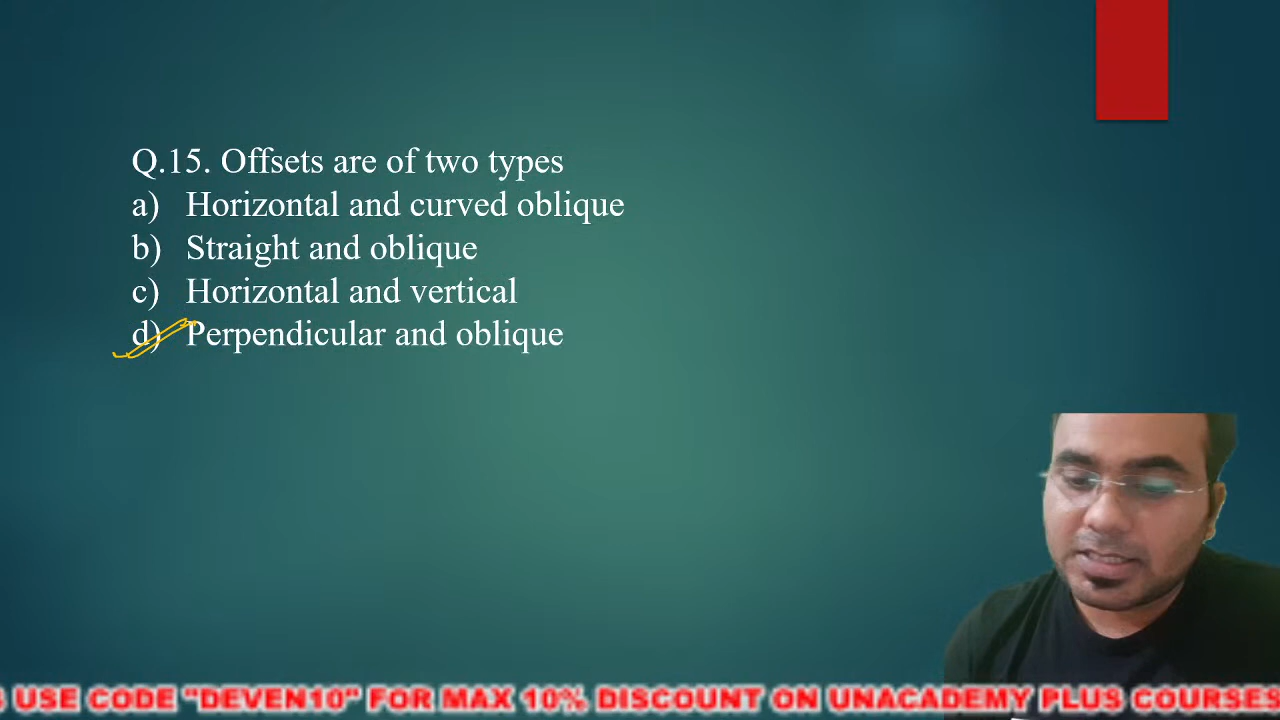 Q.15. Offsets are of two types
a) Horizontal and curved oblique
b) Straight and oblique
c) Horizontal and vertical
d) Perpendicular and oblique
USE CODE "DEVEN10" FOR MAX 10% DISCOUNT ON UNACADEMY PLUS COURSES